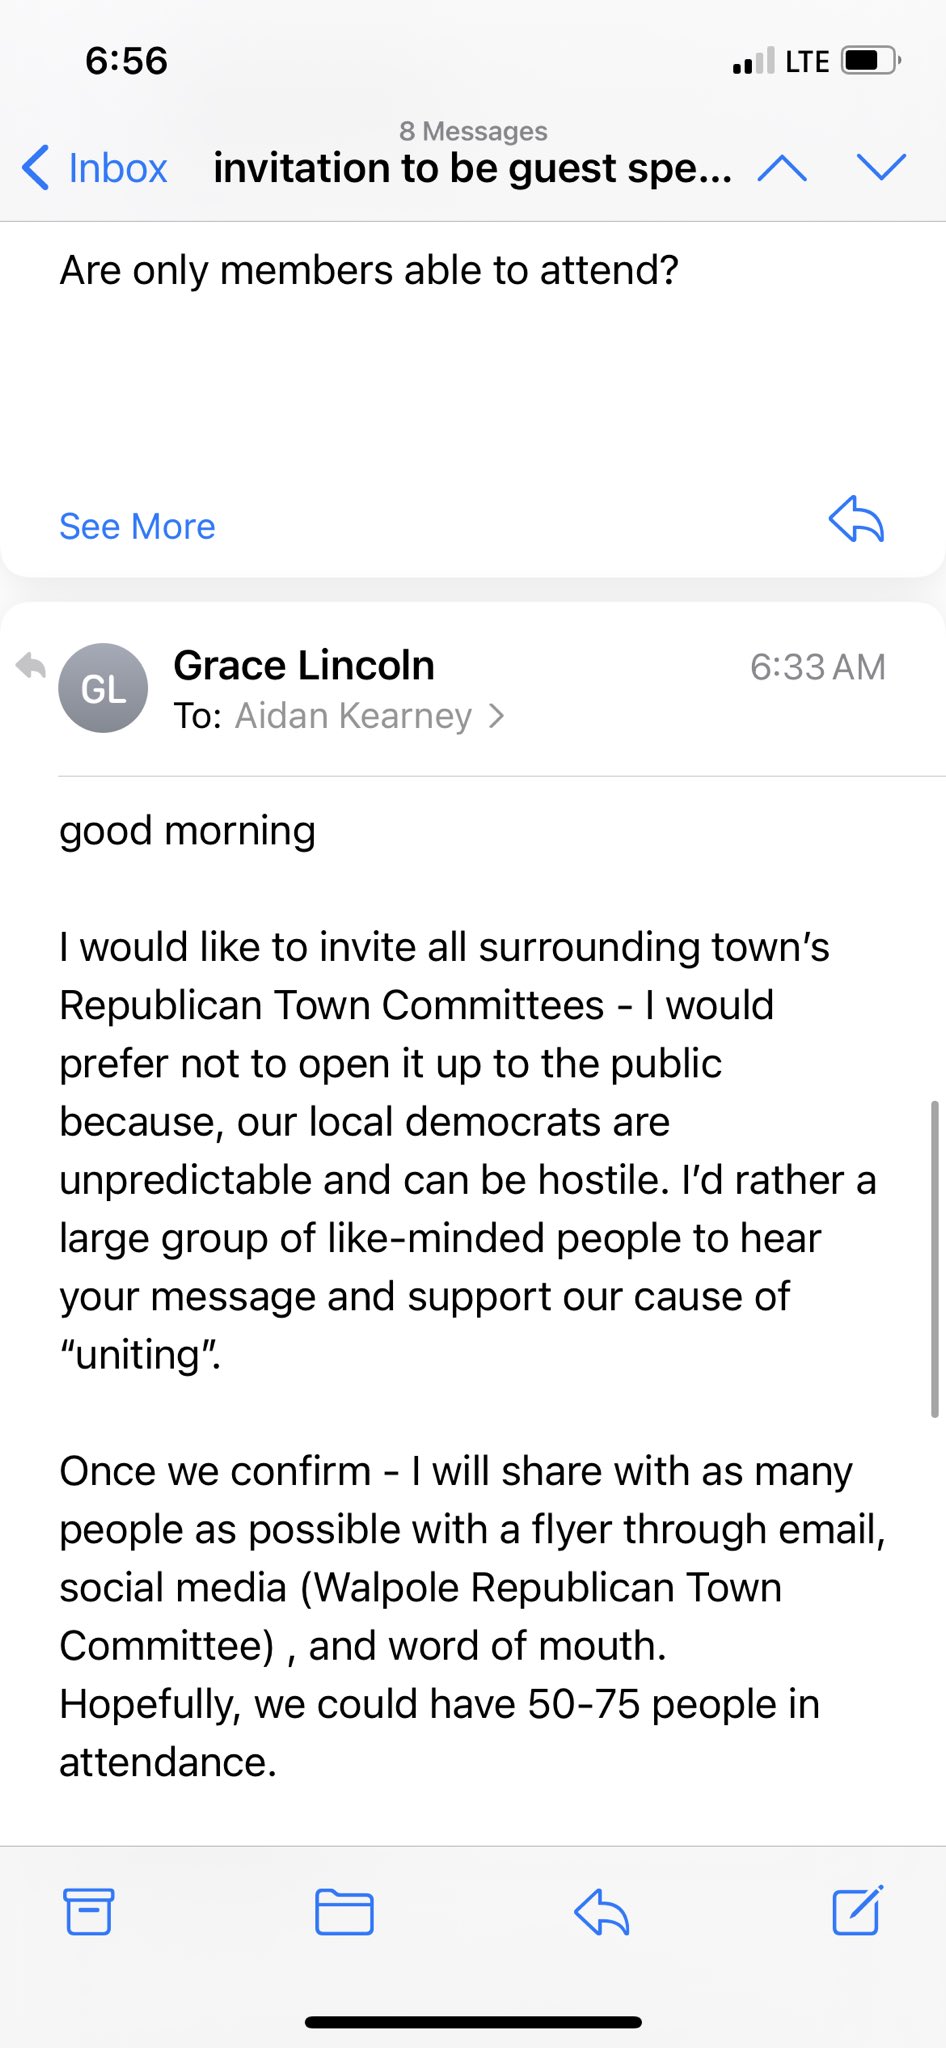 6:56
LTE
8 Messages
Inbox
invitation to be guest spe...
Are only members able to attend?
See More
GL
Grace Lincoln
6:33 AM
To: Aidan Kearney
good morning
I would like to invite all surrounding town’s
Republican Town Committees - I would
prefer not to open it up to the public
because, our local democrats are
unpredictable and can be hostile. I’d rather a
large group of like-minded people to hear
your message and support our cause of
“uniting”.
Once we confirm - I will share with as many
people as possible with a flyer through email,
social media (Walpole Republican Town
Committee) , and word of mouth.
Hopefully, we could have 50-75 people in
attendance.